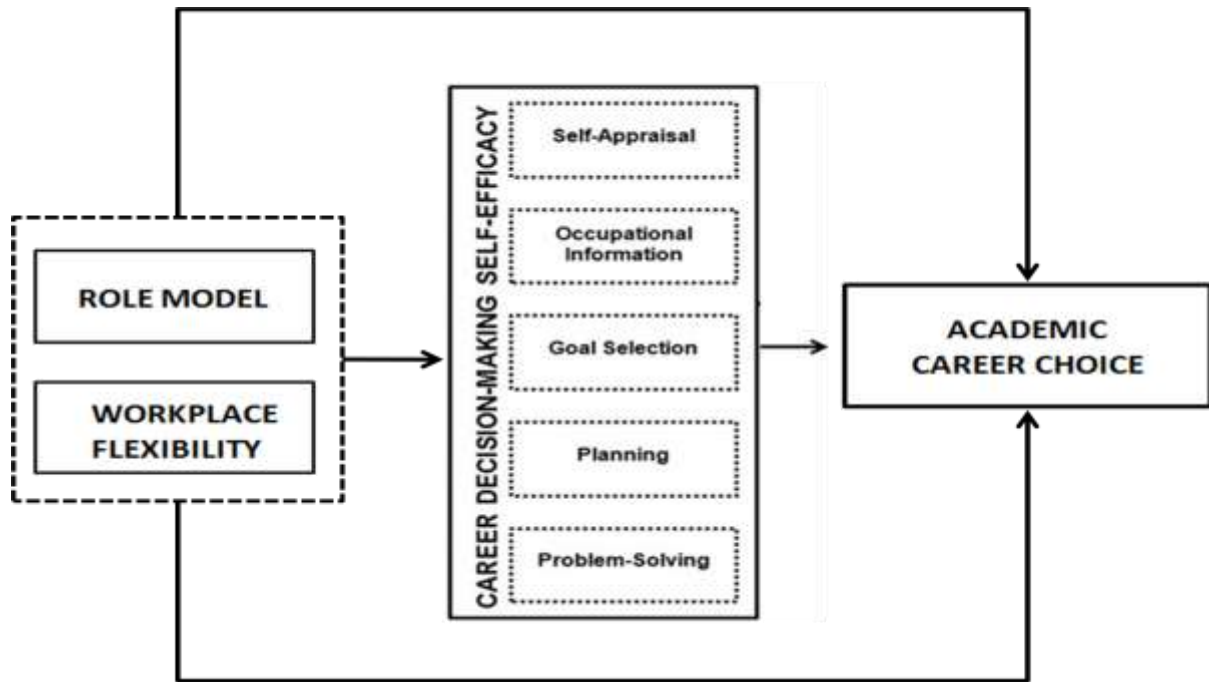 ROLE MODEL
WORKPLACE
FLEXIBILITY
CAREER DECISION-MAKING SELF-EFFICACY
Self-Appraisal
Occupational
Information
Goal Selection
Planning
Problem-Solving
ACADEMIC
CAREER CHOICE